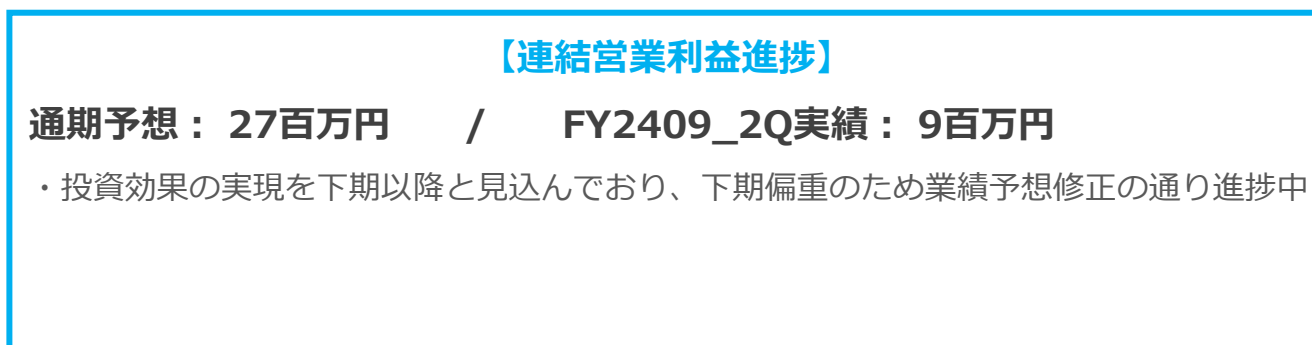 【連結営業利益進捗】
通期予想： 27百万円　　/　　FY2409_2Q実績： 9百万円
・投資効果の実現を下期以降と見込んでおり、下期偏重のため業績予想修正の通り進捗中